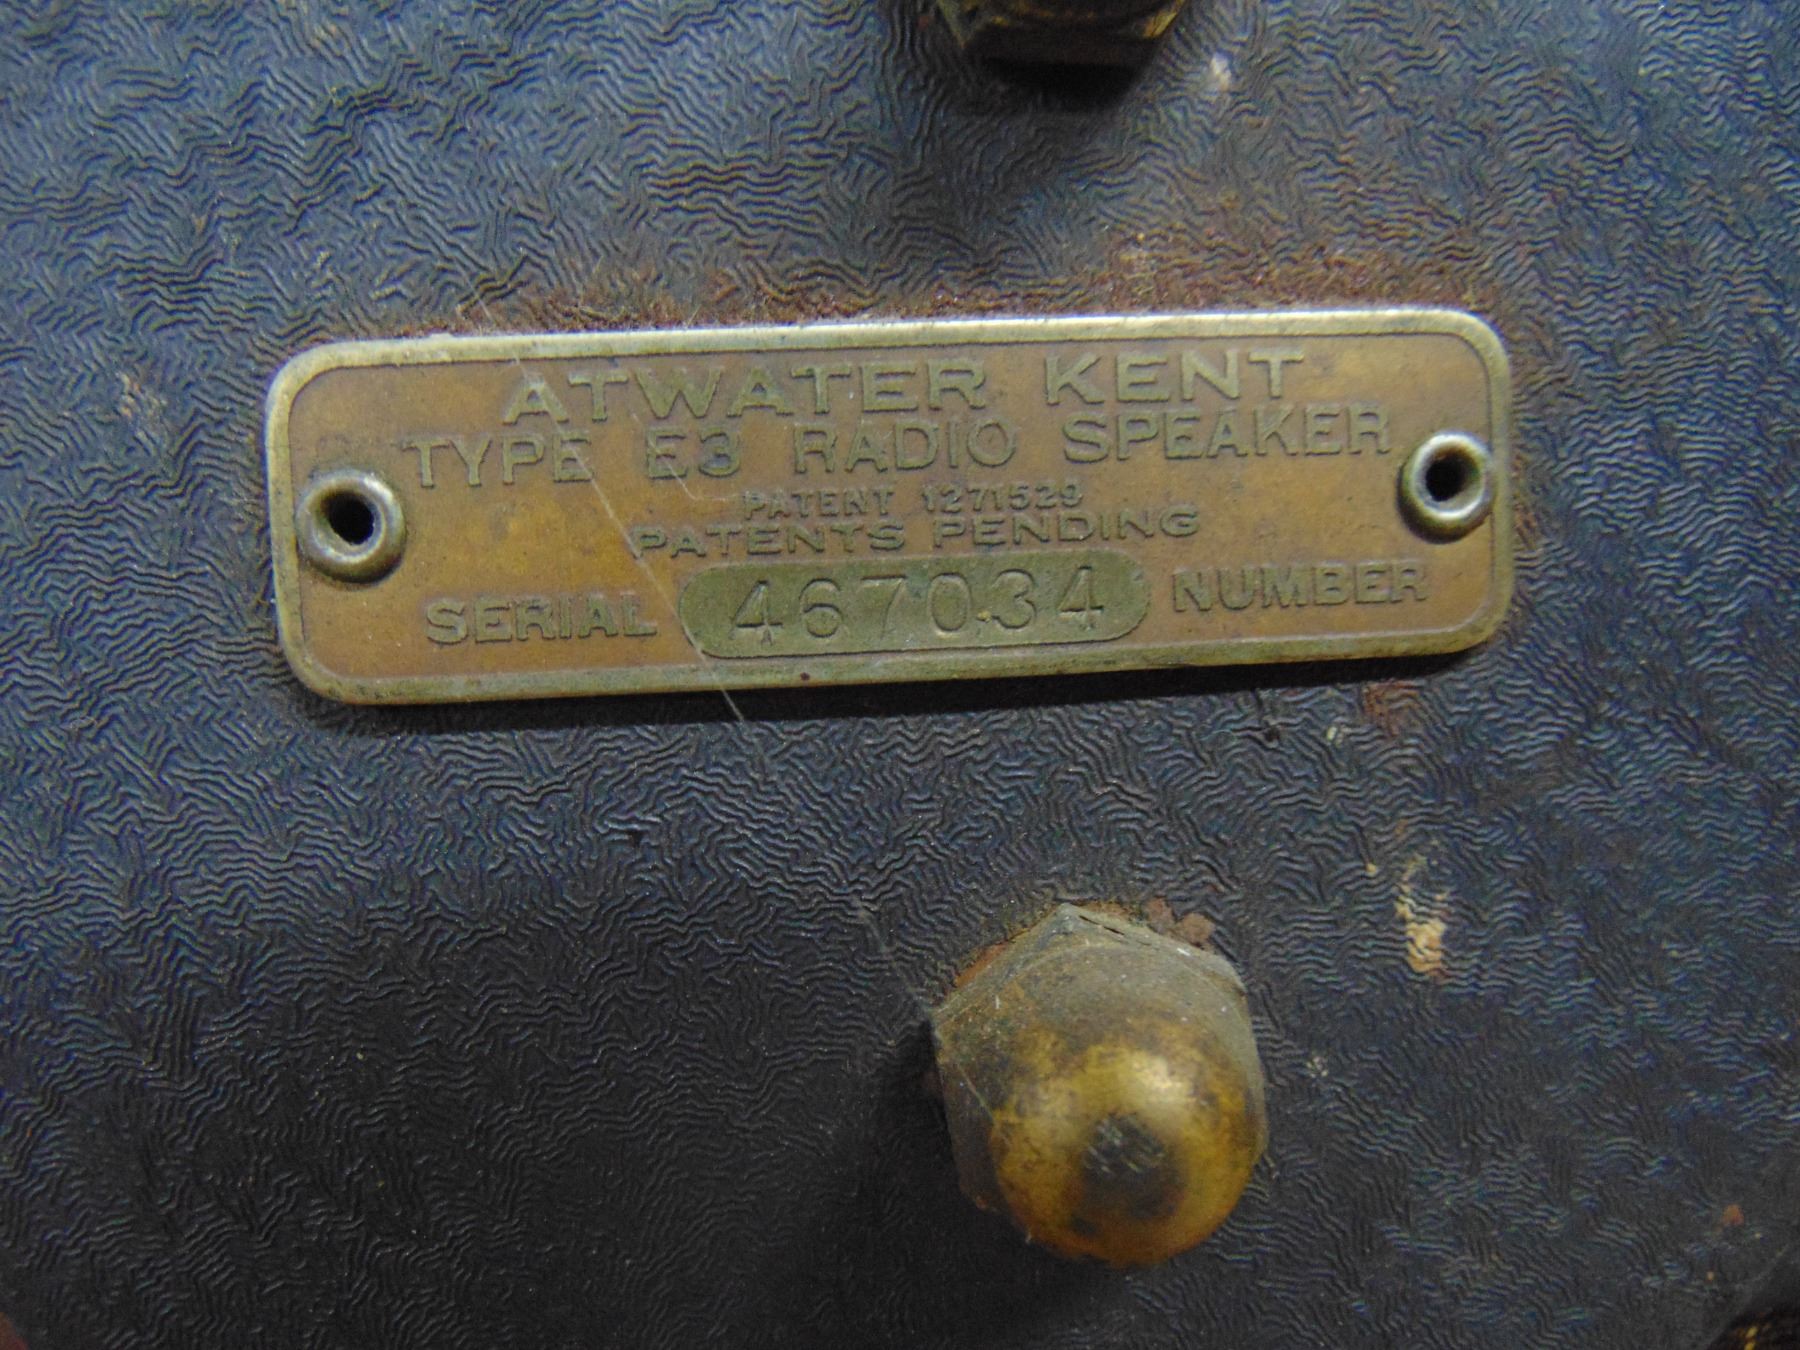 ATWATER KENT
TYPE E3 RADIO SPEAKER
PATENT 1271529
PATENTS PENDING
SERIAL 467034 NUMBER